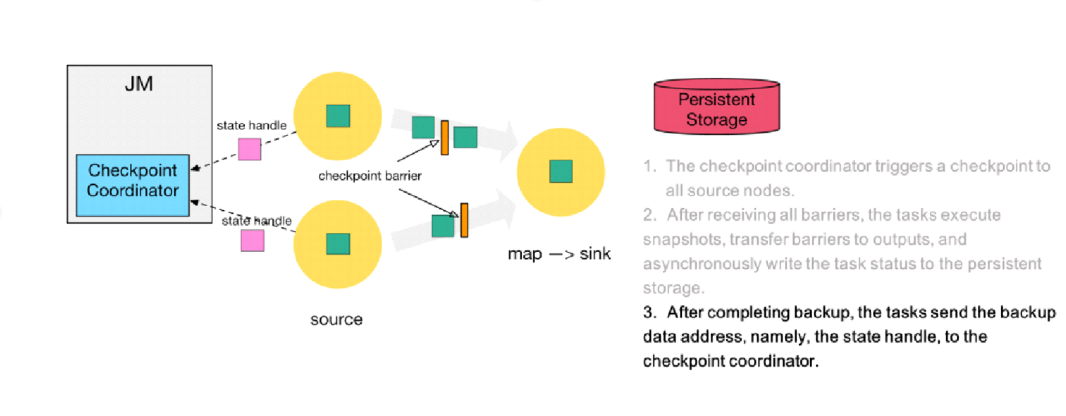 JM
state handle
Checkpoint
Coordinator
checkpoint barrier
state handle
map —> sink
source
Persistent
Storage
1. The checkpoint coordinator triggers a checkpoint to
all source nodes.
2. After receiving all barriers, the tasks execute
snapshots, transfer barriers to outputs, and
asynchronously write the task status to the persistent
storage.
3. After completing backup, the tasks send the backup
data address, namely, the state handle, to the
checkpoint coordinator.